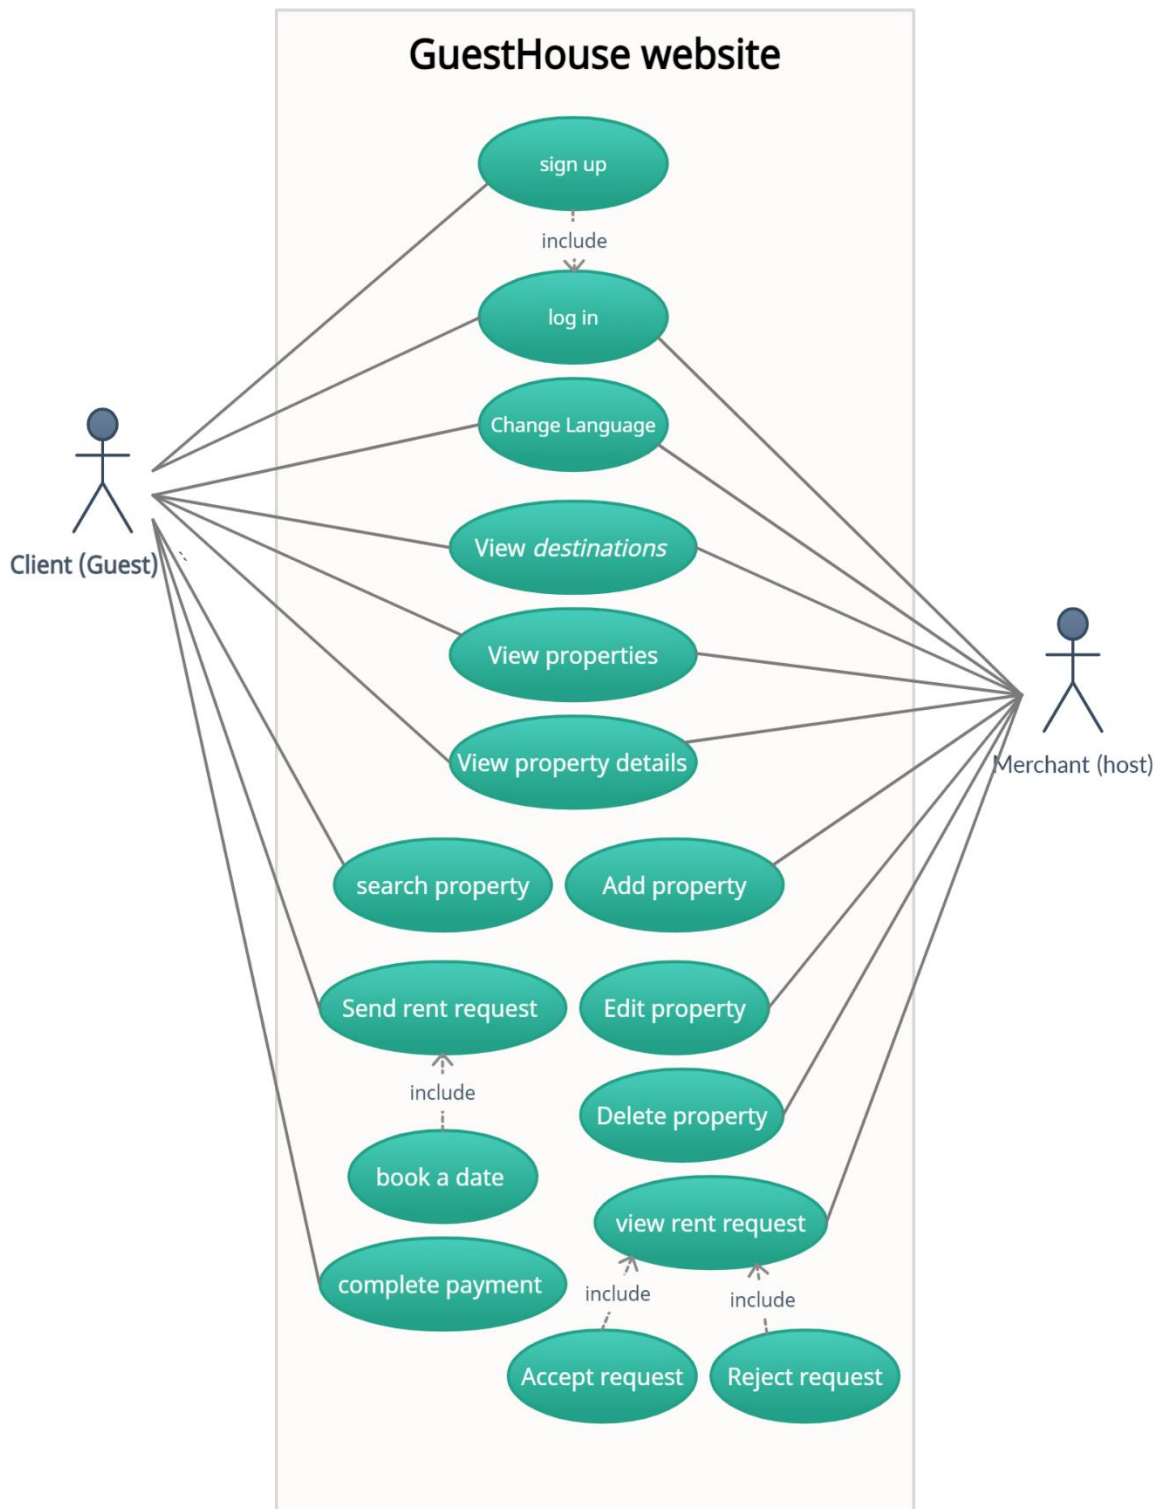 GuestHouse website
sign up
include
log in
Change Language
Client (Guest)
View destinations
View properties
View property details
Merchant (host)
search property
Add property
Send rent request
Edit property
include
Delete property
book a date
view rent request
complete payment
include
include
Accept request
Reject request